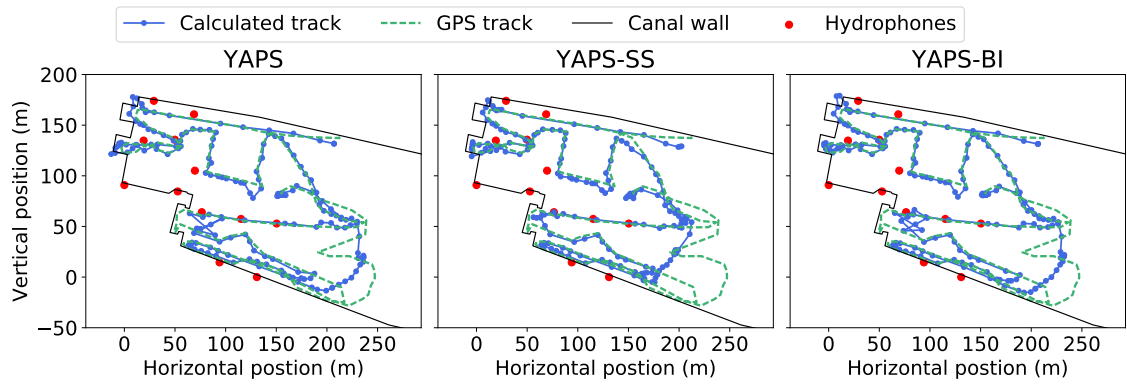 Calculated track GPS track Canal wall Hydrophones
YAPS YAPS-SS YAPS-BI
200
150
100
50
0
−50
Vertical position (m)
0 50 100 150 200 250 0 50 100 150 200 250 0 50 100 150 200 250
Horizontal postion (m) Horizontal postion (m) Horizontal postion (m)